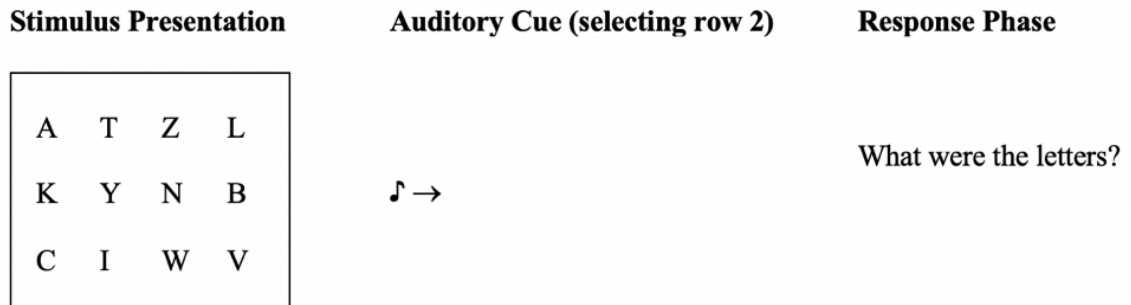 Stimulus Presentation Auditory Cue (selecting row 2) Response Phase
A T Z L
What were the letters?
K Y N B
♪ →
C I W V